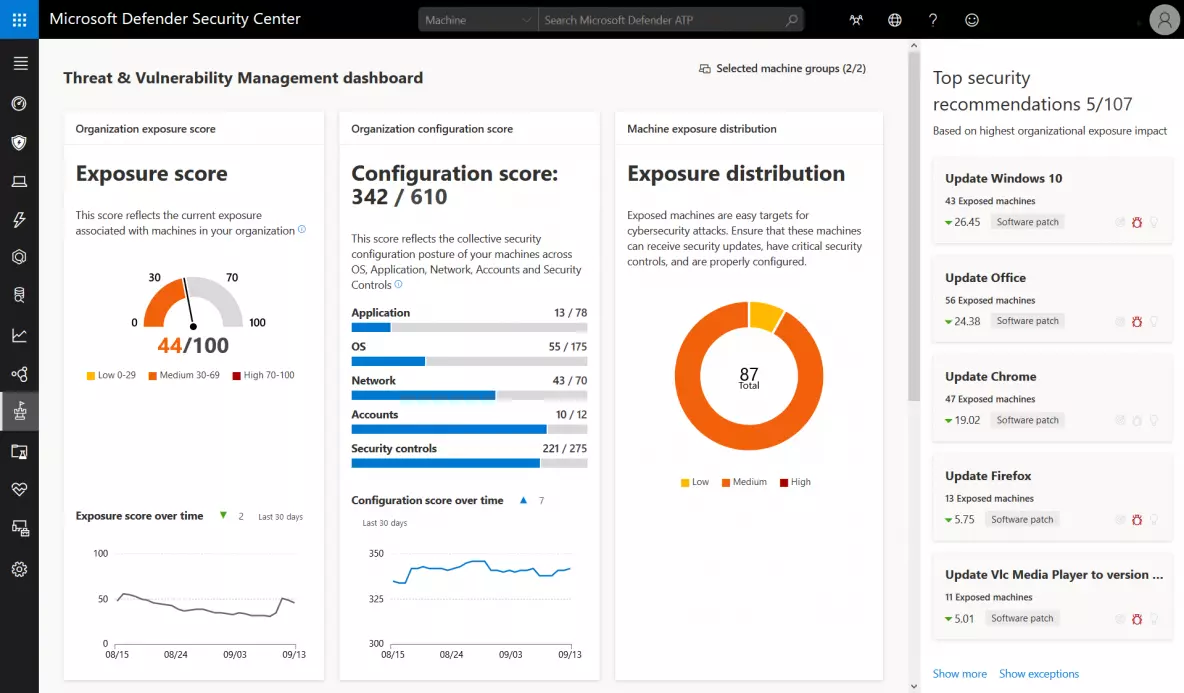 Microsoft Defender Security Center
Machine
Search Microsoft Defender ATP
?
Threat & Vulnerability Management dashboard
Selected machine groups (2/2)
Organization exposure score
Exposure score
This score reflects the current exposure
associated with machines in your organization
30
70
0
100
44/100
Low 0-29
Medium 30-69
High 70-100
Exposure score over time
2
Last 30 days
100
50
0
08/15
08/24
09/03
09/13
Organization configuration score
Configuration score:
342 / 610
This score reflects the collective security
configuration posture of your machines across
OS, Application, Network, Accounts and Security
Controls
Application 13 / 78
OS 55 / 175
Network 43 / 70
Accounts 10 / 12
Security controls 221 / 275
Configuration score over time
7
Last 30 days
350
325
300
08/15
08/24
09/03
09/13
Machine exposure distribution
Exposure distribution
Exposed machines are easy targets for
cybersecurity attacks. Ensure that these machines
can receive security updates, have critical security
controls, and are properly configured.
87
Total
Low
Medium
High
Top security
recommendations 5/107
Based on highest organizational exposure impact
Update Windows 10
43 Exposed machines
26.45 Software patch
Update Office
56 Exposed machines
24.38 Software patch
Update Chrome
47 Exposed machines
19.02 Software patch
Update Firefox
13 Exposed machines
5.75 Software patch
Update Vlc Media Player to version ...
11 Exposed machines
5.01 Software patch
Show more
Show exceptions